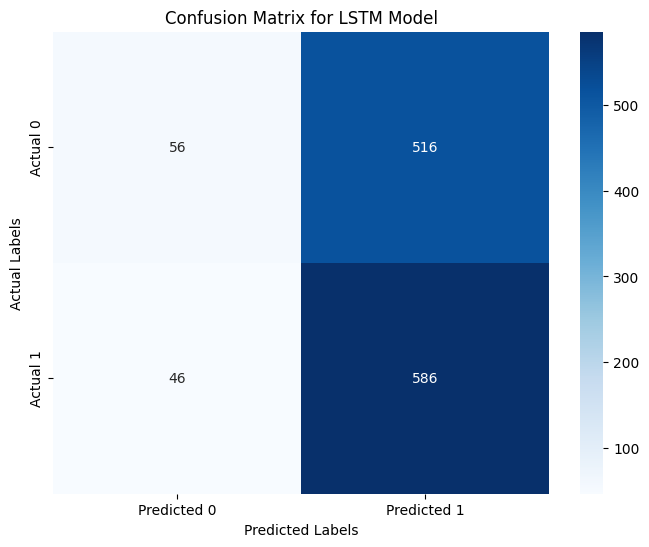 Confusion Matrix for LSTM Model
Actual Labels
Actual 0
56
516
Actual 1
46
586
Predicted 0
Predicted 1
Predicted Labels
500
400
300
200
100